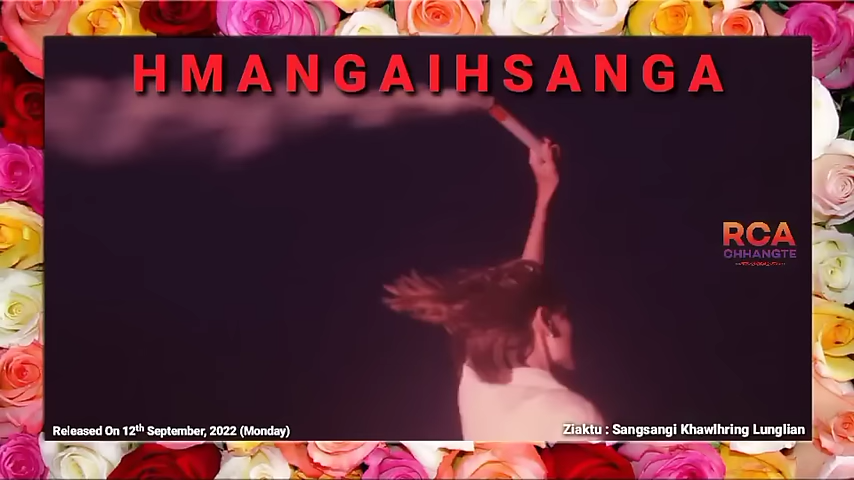 HMANGAIHSANGA
RCA
CHHANGTE
Released On 12th September, 2022 (Monday)
Ziaktu : Sangsangi Khawlhring Lunglian